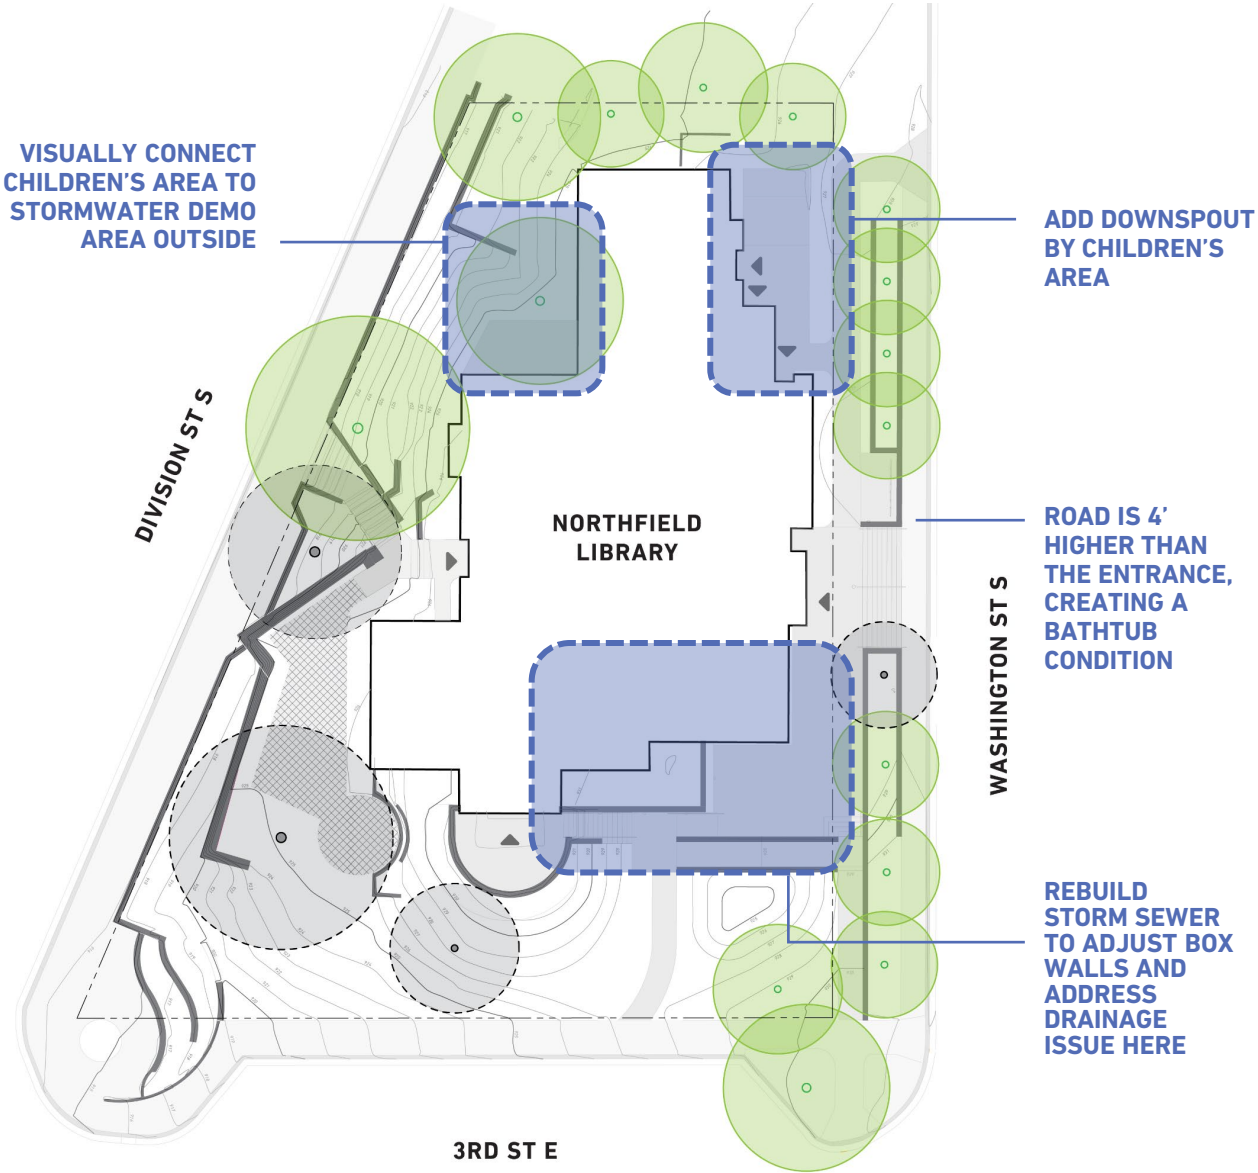 VISUALLY CONNECT
CHILDREN'S AREA TO
STORMWATER DEMO
AREA OUTSIDE
ADD DOWNSPOUT
BY CHILDREN'S
AREA
DIVISION ST S
NORTHFIELD
LIBRARY
ROAD IS 4'
HIGHER THAN
THE ENTRANCE,
CREATING A
BATHTUB
CONDITION
WASHINGTON ST S
REBUILD
STORM SEWER
TO ADJUST BOX
WALLS AND
ADDRESS
DRAINAGE
ISSUE HERE
3RD ST E